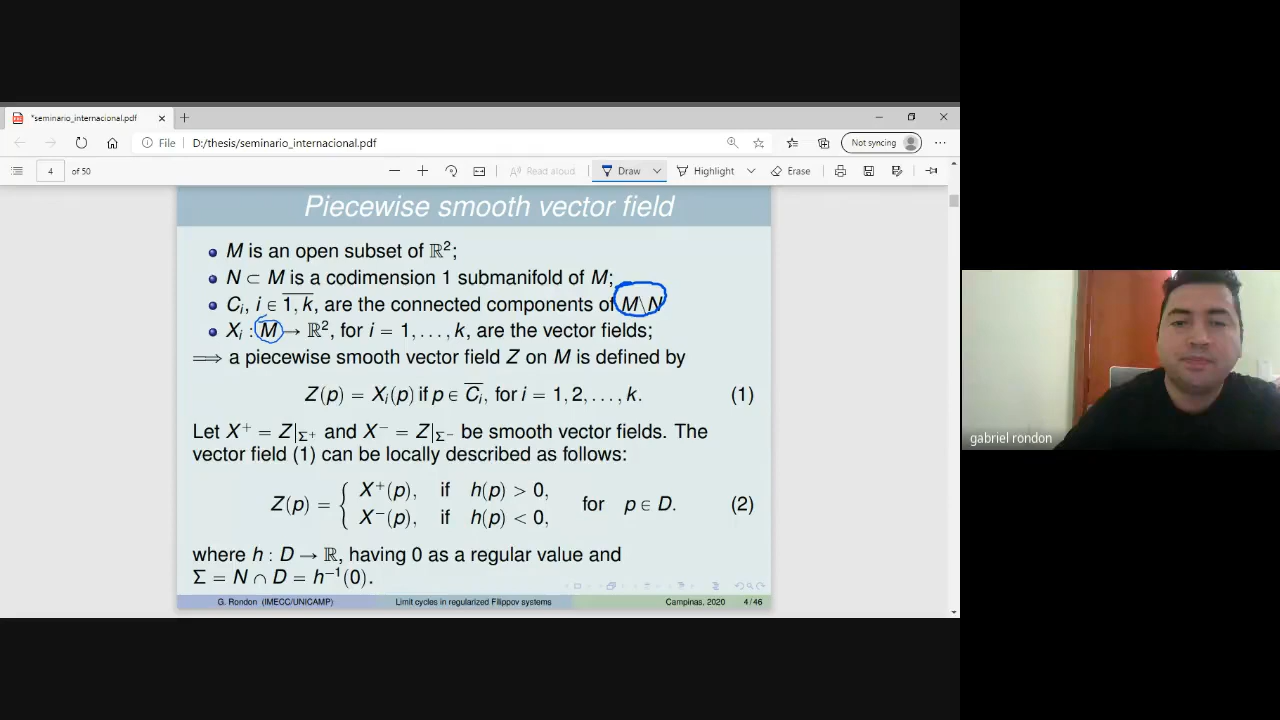 *seminario_internacional.pdf
File D:/thesis/seminario_internacional.pdf Not syncing
4 of 50 Read aloud Draw Highlight Erase
Piecewise smooth vector field
M is an open subset of ℝ²;
N ⊂ M is a codimension 1 submanifold of M;
Cᵢ, i ∈ \overline{1, k}, are the connected components of M\N
Xᵢ : M → ℝ², for i = 1, . . . , k, are the vector fields;
⟹ a piecewise smooth vector field Z on M is defined by
Z(p) = Xᵢ(p) if p ∈ \overline{Cᵢ}, for i = 1, 2, . . . , k. (1)
Let X⁺ = Z|_{Σ⁺} and X⁻ = Z|_{Σ⁻} be smooth vector fields. The
vector field (1) can be locally described as follows:
Z(p) = { X⁺(p), if h(p) > 0,
X⁻(p), if h(p) < 0, for p ∈ D. (2)
where h : D → ℝ, having 0 as a regular value and
Σ = N ∩ D = h⁻¹(0).
G. Rondon (IMECC/UNICAMP) Limit cycles in regularized Filippov systems Campinas, 2020 4/46
gabriel rondon